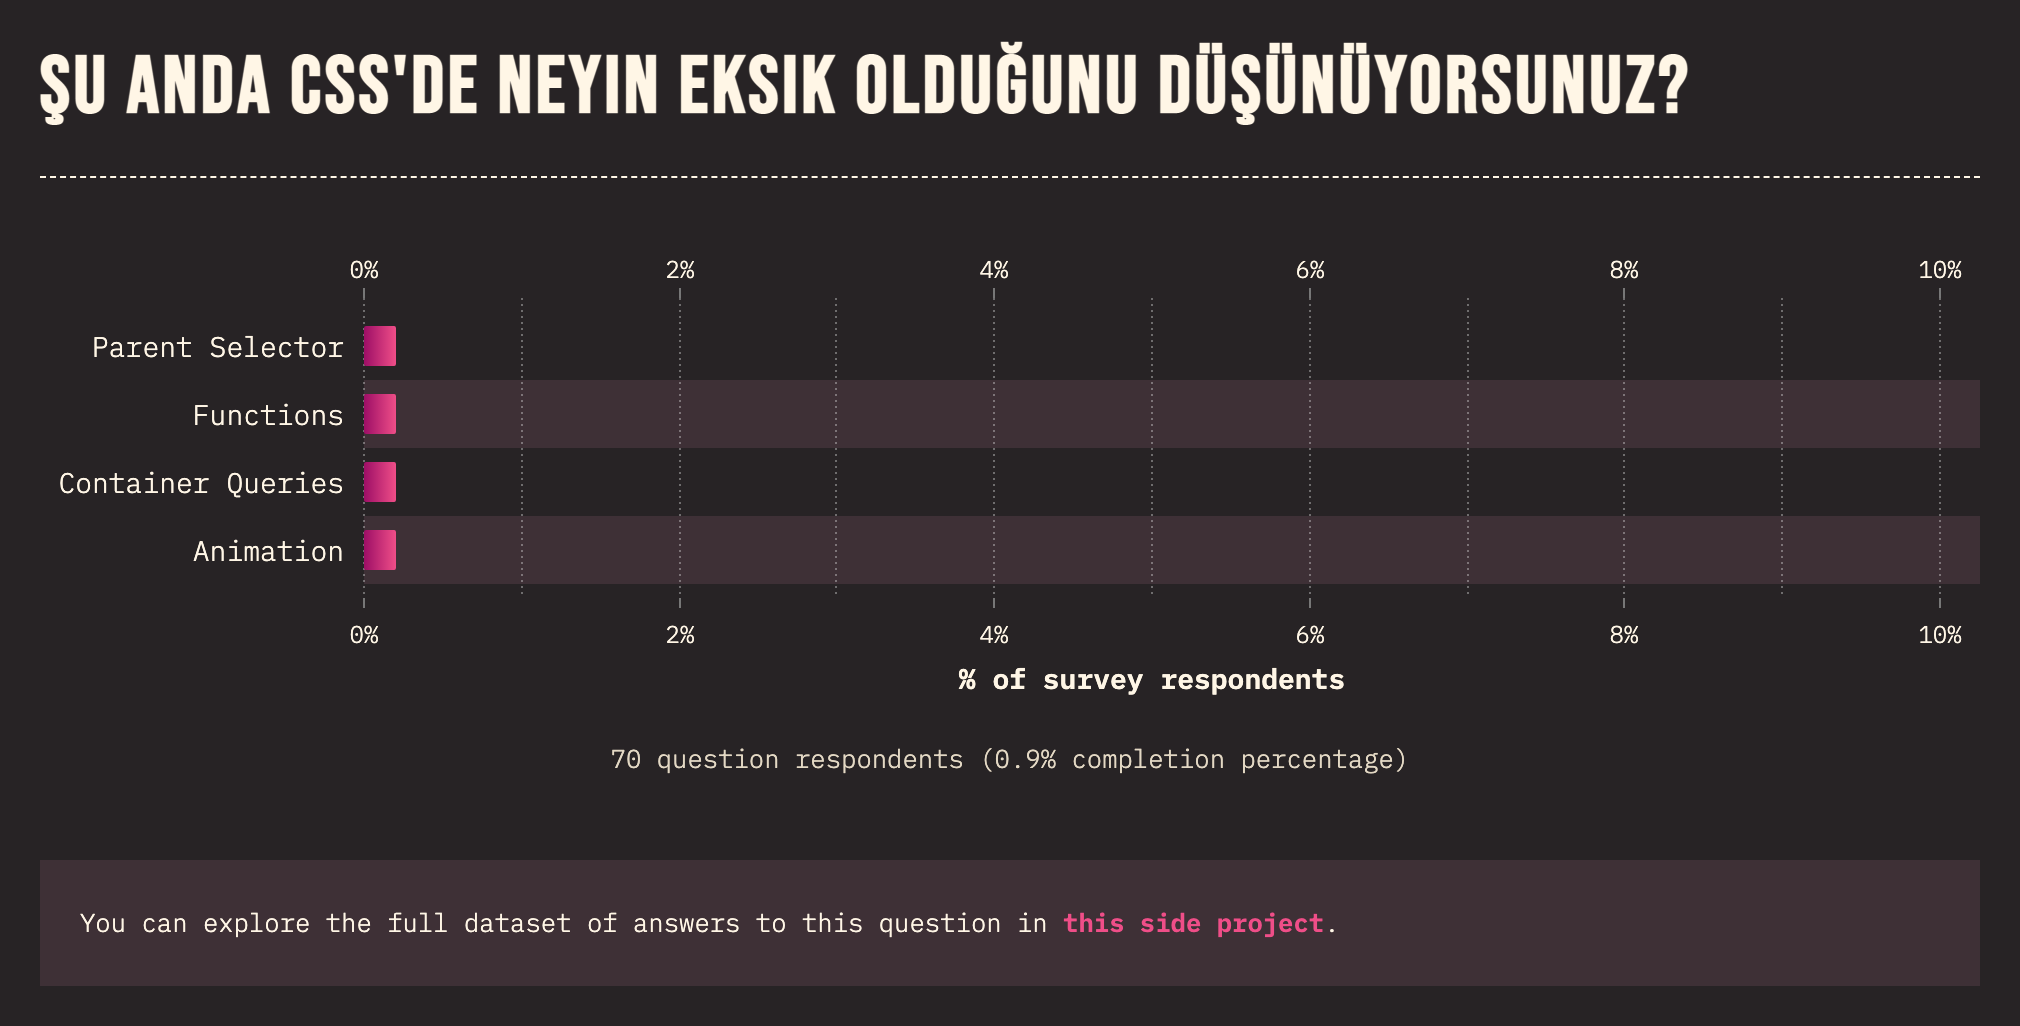 ŞU ANDA CSS'DE NEYIN EKSIK OLDUĞUNU DÜŞÜNÜYORSUNUZ?
0% 2% 4% 6% 8% 10%
Parent Selector
Functions
Container Queries
Animation
0% 2% 4% 6% 8% 10%
% of survey respondents
70 question respondents (0.9% completion percentage)
You can explore the full dataset of answers to this question in this side project.